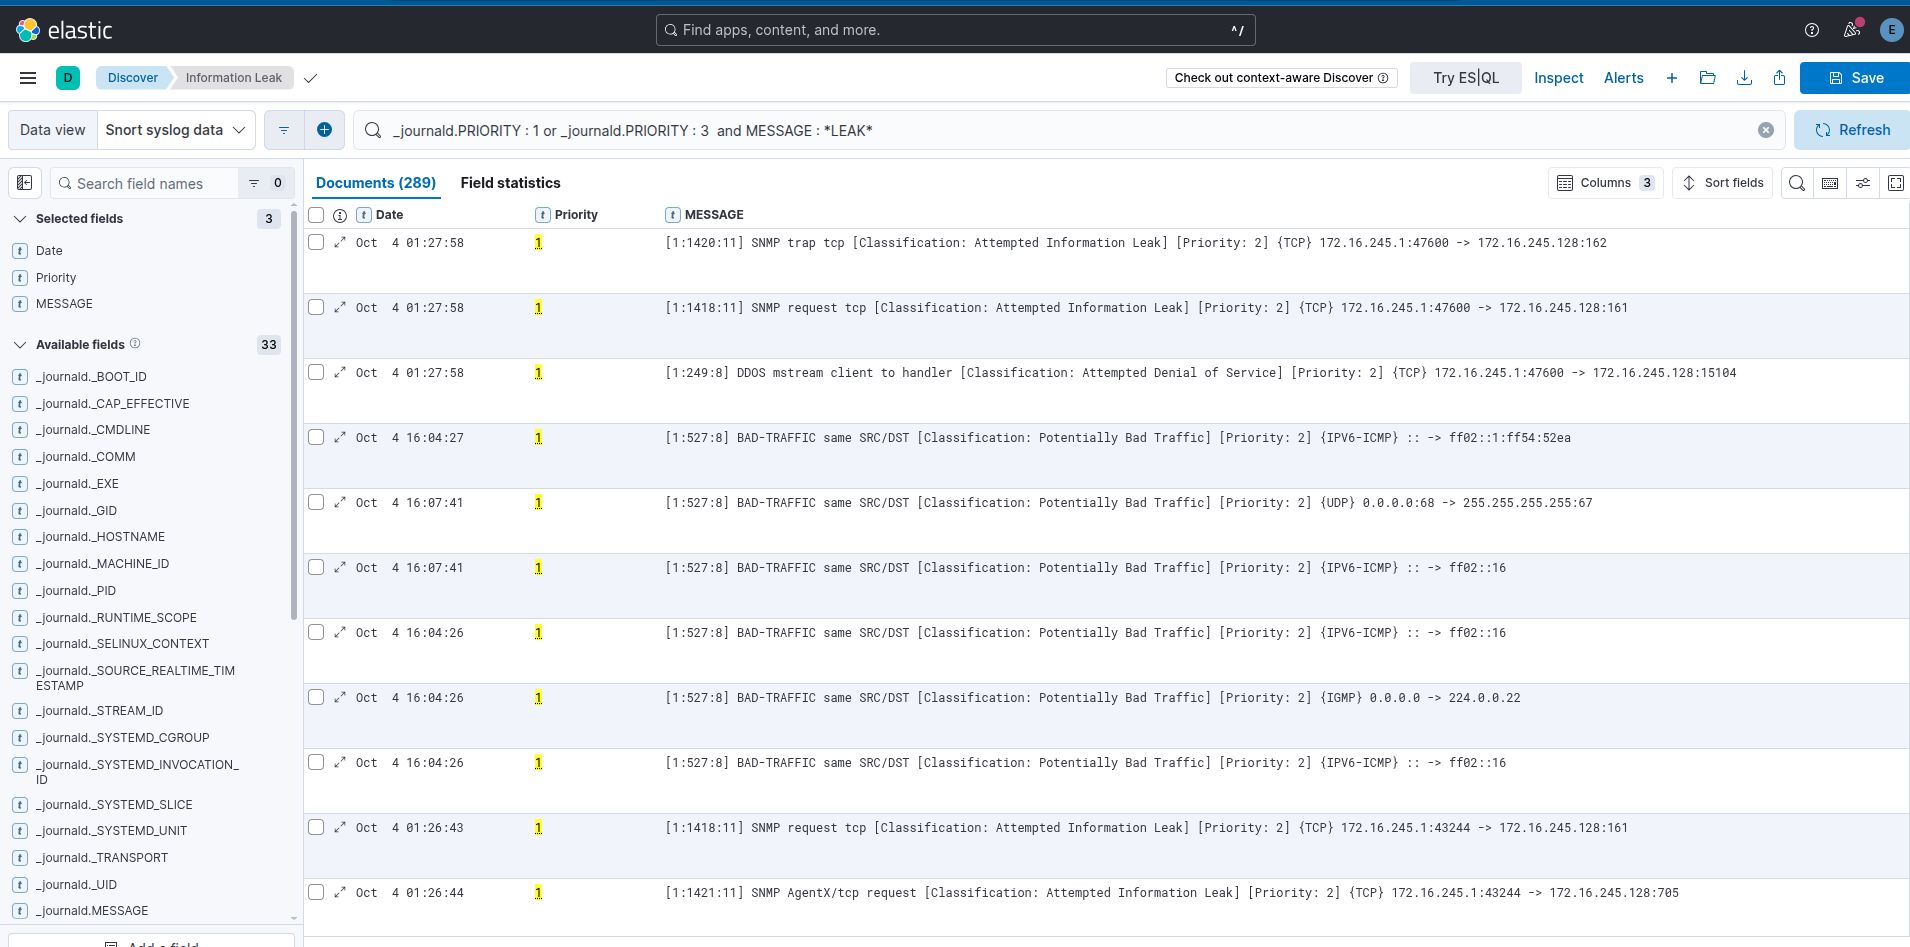 elastic
Find apps, content, and more.
^/
E
D
Discover
Information Leak
Check out context-aware Discover
Try ES|QL
Inspect
Alerts
Save
Data view
Snort syslog data
_journald.PRIORITY : 1 or _journald.PRIORITY : 3  and MESSAGE : *LEAK*
Refresh
Search field names
0
Documents (289)
Field statistics
Columns 3
Sort fields
Selected fields
3
t Date
t Priority
t MESSAGE
Available fields
33
t _journald._BOOT_ID
t _journald._CAP_EFFECTIVE
t _journald._CMDLINE
t _journald._COMM
t _journald._EXE
t _journald._GID
t _journald._HOSTNAME
t _journald._MACHINE_ID
t _journald._PID
t _journald._RUNTIME_SCOPE
t _journald._SELINUX_CONTEXT
t _journald._SOURCE_REALTIME_TIM
ESTAMP
t _journald._STREAM_ID
t _journald._SYSTEMD_CGROUP
t _journald._SYSTEMD_INVOCATION_
ID
t _journald._SYSTEMD_SLICE
t _journald._SYSTEMD_UNIT
t _journald._TRANSPORT
t _journald._UID
t _journald.MESSAGE
Add a field
t Date t Priority t MESSAGE
Oct  4 01:27:58 1 [1:1420:11] SNMP trap tcp [Classification: Attempted Information Leak] [Priority: 2] {TCP} 172.16.245.1:47600 -> 172.16.245.128:162
Oct  4 01:27:58 1 [1:1418:11] SNMP request tcp [Classification: Attempted Information Leak] [Priority: 2] {TCP} 172.16.245.1:47600 -> 172.16.245.128:161
Oct  4 01:27:58 1 [1:249:8] DDOS mstream client to handler [Classification: Attempted Denial of Service] [Priority: 2] {TCP} 172.16.245.1:47600 -> 172.16.245.128:15104
Oct  4 16:04:27 1 [1:527:8] BAD-TRAFFIC same SRC/DST [Classification: Potentially Bad Traffic] [Priority: 2] {IPV6-ICMP} :: -> ff02::1:ff54:52ea
Oct  4 16:07:41 1 [1:527:8] BAD-TRAFFIC same SRC/DST [Classification: Potentially Bad Traffic] [Priority: 2] {UDP} 0.0.0.0:68 -> 255.255.255.255:67
Oct  4 16:07:41 1 [1:527:8] BAD-TRAFFIC same SRC/DST [Classification: Potentially Bad Traffic] [Priority: 2] {IPV6-ICMP} :: -> ff02::16
Oct  4 16:04:26 1 [1:527:8] BAD-TRAFFIC same SRC/DST [Classification: Potentially Bad Traffic] [Priority: 2] {IPV6-ICMP} :: -> ff02::16
Oct  4 16:04:26 1 [1:527:8] BAD-TRAFFIC same SRC/DST [Classification: Potentially Bad Traffic] [Priority: 2] {IGMP} 0.0.0.0 -> 224.0.0.22
Oct  4 16:04:26 1 [1:527:8] BAD-TRAFFIC same SRC/DST [Classification: Potentially Bad Traffic] [Priority: 2] {IPV6-ICMP} :: -> ff02::16
Oct  4 01:26:43 1 [1:1418:11] SNMP request tcp [Classification: Attempted Information Leak] [Priority: 2] {TCP} 172.16.245.1:43244 -> 172.16.245.128:161
Oct  4 01:26:44 1 [1:1421:11] SNMP AgentX/tcp request [Classification: Attempted Information Leak] [Priority: 2] {TCP} 172.16.245.1:43244 -> 172.16.245.128:705